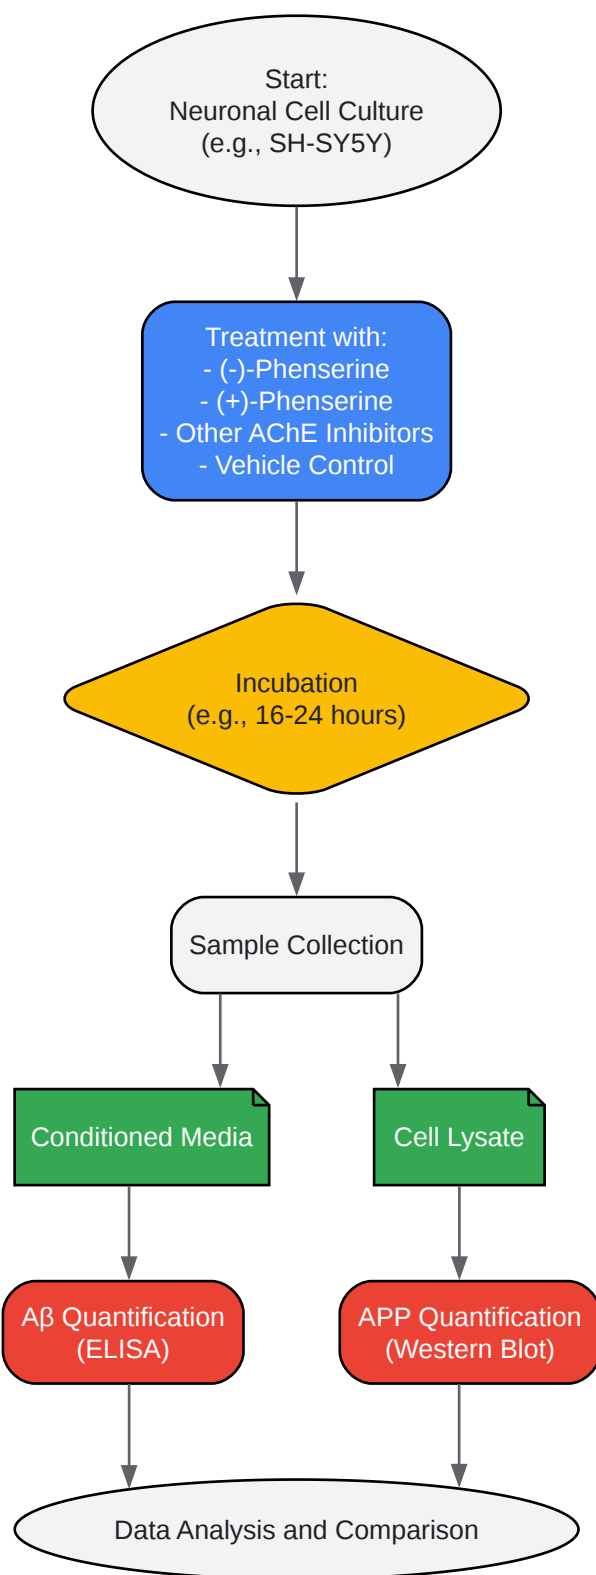 Start:
Neuronal Cell Culture
(e.g., SH-SY5Y)
Treatment with:
- (-)-Phenserine
- (+)-Phenserine
- Other AChE Inhibitors
- Vehicle Control
Incubation
(e.g., 16-24 hours)
Sample Collection
Conditioned Media
Cell Lysate
Aβ Quantification
(ELISA)
APP Quantification
(Western Blot)
Data Analysis and Comparison